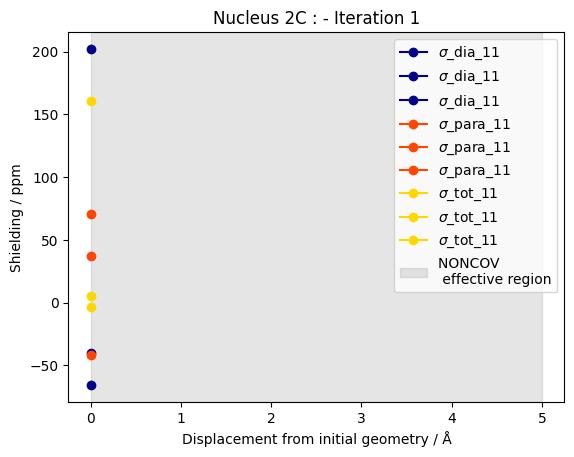 Nucleus 2C : - Iteration 1
Shielding / ppm
200
150
100
50
0
−50
σ_dia_11
σ_dia_11
σ_dia_11
σ_para_11
σ_para_11
σ_para_11
σ_tot_11
σ_tot_11
σ_tot_11
NONCOV
effective region
0 1 2 3 4 5
Displacement from initial geometry / Å